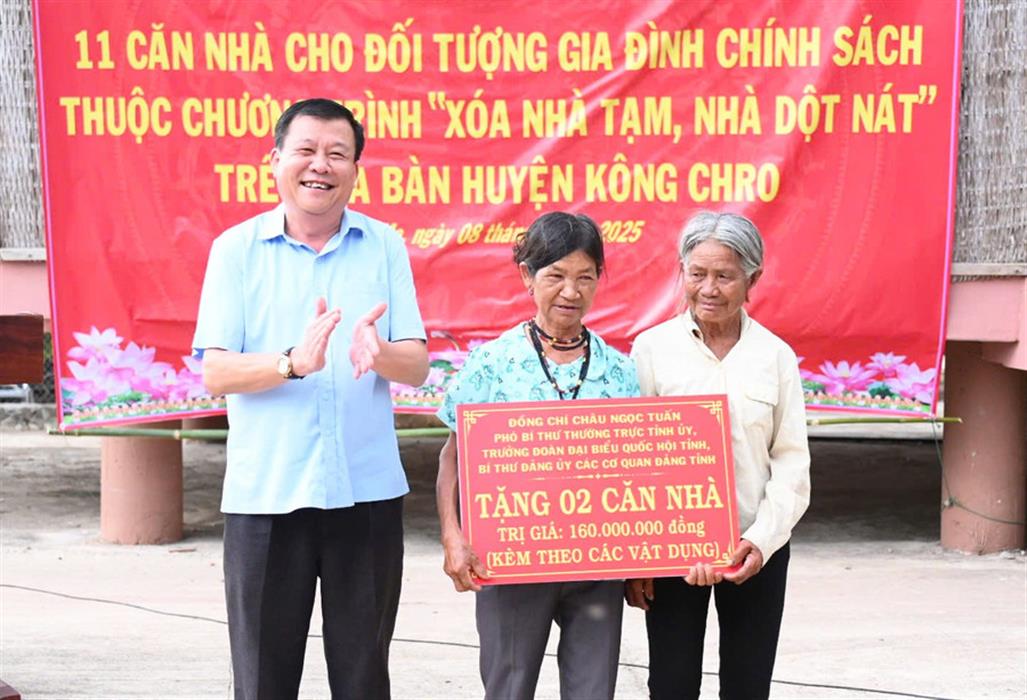 11 CĂN NHÀ CHO ĐỐI TƯỢNG GIA ĐÌNH CHÍNH SÁCH
THUỘC CHƯƠNG TRÌNH "XÓA NHÀ TẠM, NHÀ DỘT NÁT"
TRÊN ĐỊA BÀN HUYỆN KÔNG CHRO
, ngày 08 tháng 2025
ĐỒNG CHÍ CHÂU NGỌC TUẤN
PHÓ BÍ THƯ THƯỜNG TRỰC TỈNH ỦY,
TRƯỞNG ĐOÀN ĐẠI BIỂU QUỐC HỘI TỈNH,
BÍ THƯ ĐẢNG ỦY CÁC CƠ QUAN ĐẢNG TỈNH
TẶNG 02 CĂN NHÀ
TRỊ GIÁ: 160.000.000 đồng
(KÈM THEO CÁC VẬT DỤNG)